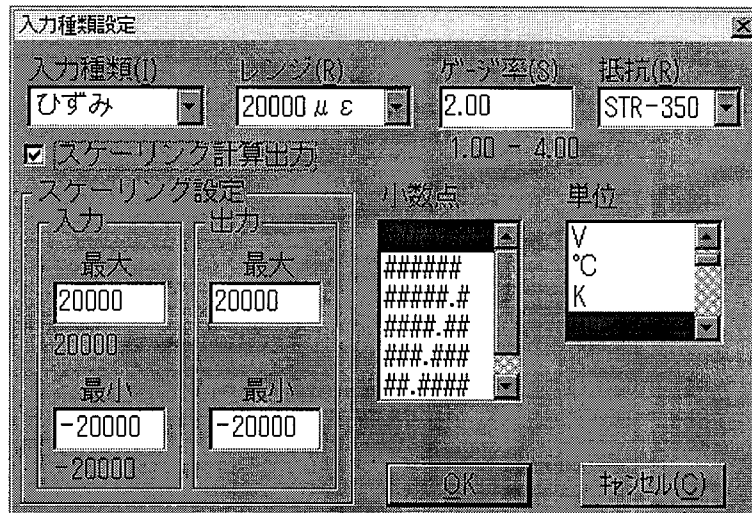 入力種類設定
入力種類(I) レンジ(R) ゲージ率(S) 抵抗(R)
ひずみ 20000με 2.00 STR-350
スケーリング計算出力 1.00 - 4.00
スケーリング設定 小数点 単位
入力 出力
最大 最大
20000 20000
20000
最小 最小
-20000 -20000
-20000
######
#####.#
####.##
###.###
##.####
V
℃
K
OK キャンセル(C)